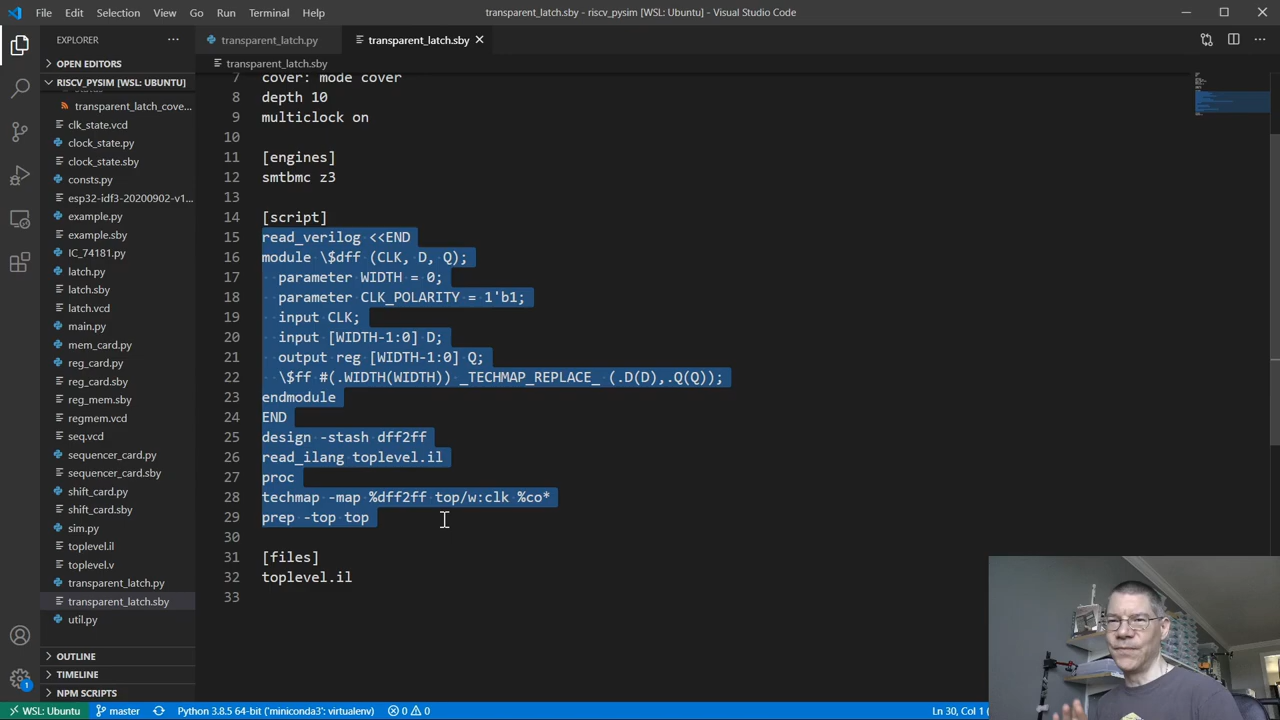 File Edit Selection View Go Run Terminal Help
transparent_latch.sby - riscv_pysim [WSL: Ubuntu] - Visual Studio Code
EXPLORER
OPEN EDITORS
RISCV_PYSIM [WSL: UBUNTU]
transparent_latch_cove...
clk_state.vcd
clock_state.py
clock_state.sby
consts.py
esp32-idf3-20200902-v1...
example.py
example.sby
IC_74181.py
latch.py
latch.sby
latch.vcd
main.py
mem_card.py
reg_card.py
reg_card.sby
reg_mem.sby
regmem.vcd
seq.vcd
sequencer_card.py
sequencer_card.sby
shift_card.py
shift_card.sby
sim.py
toplevel.il
toplevel.v
transparent_latch.py
transparent_latch.sby
util.py
OUTLINE
TIMELINE
NPM SCRIPTS
transparent_latch.py
transparent_latch.sby
transparent_latch.sby
7 cover: mode cover
8 depth 10
9 multiclock on
10
11 [engines]
12 smtbmc z3
13
14 [script]
15 read_verilog <<END
16 module \$dff (CLK, D, Q);
17 parameter WIDTH = 0;
18 parameter CLK_POLARITY = 1'b1;
19 input CLK;
20 input [WIDTH-1:0] D;
21 output reg [WIDTH-1:0] Q;
22 \$ff #(.WIDTH(WIDTH)) _TECHMAP_REPLACE_ (.D(D),.Q(Q));
23 endmodule
24 END
25 design -stash dff2ff
26 read_ilang toplevel.il
27 proc
28 techmap -map %dff2ff top/w:clk %co*
29 prep -top top
30
31 [files]
32 toplevel.il
33
1
WSL: Ubuntu master Python 3.8.5 64-bit ('miniconda3': virtualenv) 0 0
Ln 30, Col 1